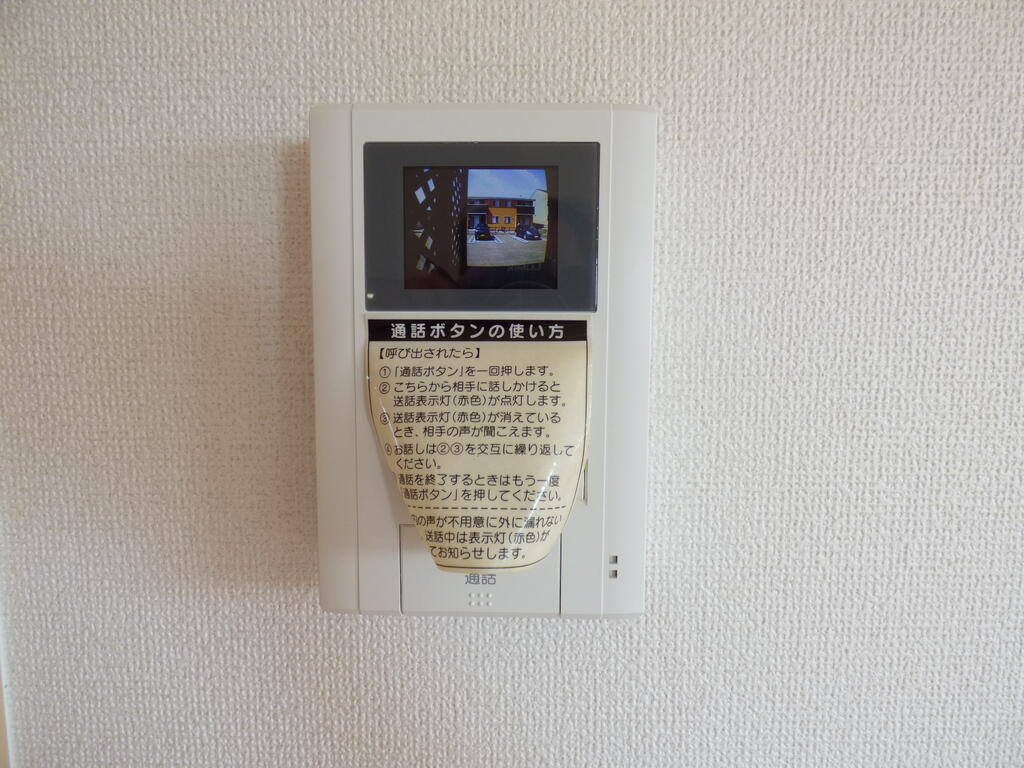 通話ボタンの使い方
【呼び出されたら】
①「通話ボタン」を一回押します。
②こちらから相手に話しかけると
送話表示灯(赤色)が点灯します。
③送話表示灯(赤色)が消えている
とき、相手の声が聞こえます。
④お話しは②③を交互に繰り返して
ください。
通話を終了するときはもう一度
通話ボタン」を押してください。
の声が不用意に外に漏れない
送話中は表示灯(赤色)が
てお知らせします。
通話